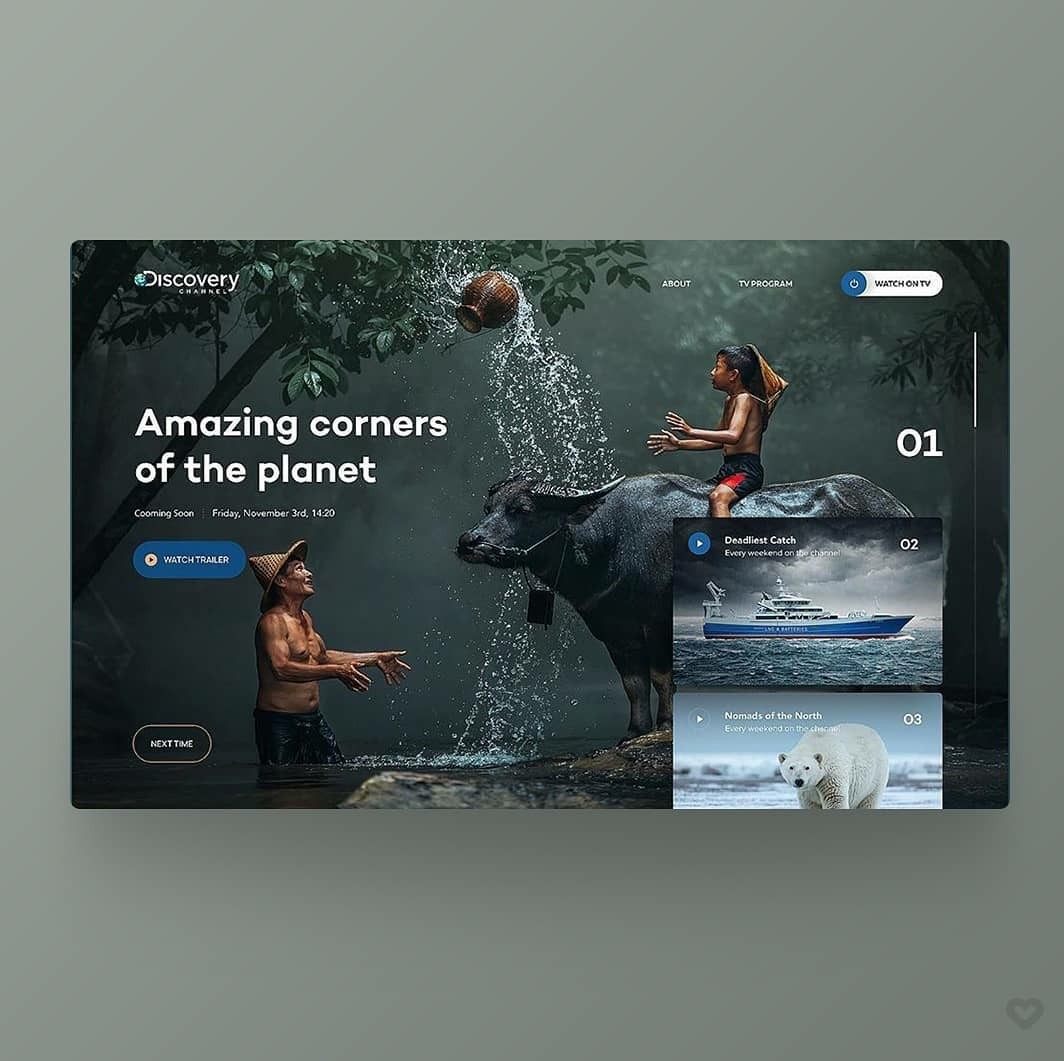 Discovery
CHANNEL
ABOUT
TV PROGRAM
WATCH ON TV
Amazing corners
of the planet
01
Cooming Soon
Friday, November 3rd, 14:20
WATCH TRAILER
Deadliest Catch
Every weekend on the channel
02
LNG & BATTERIES
Nomads of the North
Every weekend on the channel
03
NEXT TIME